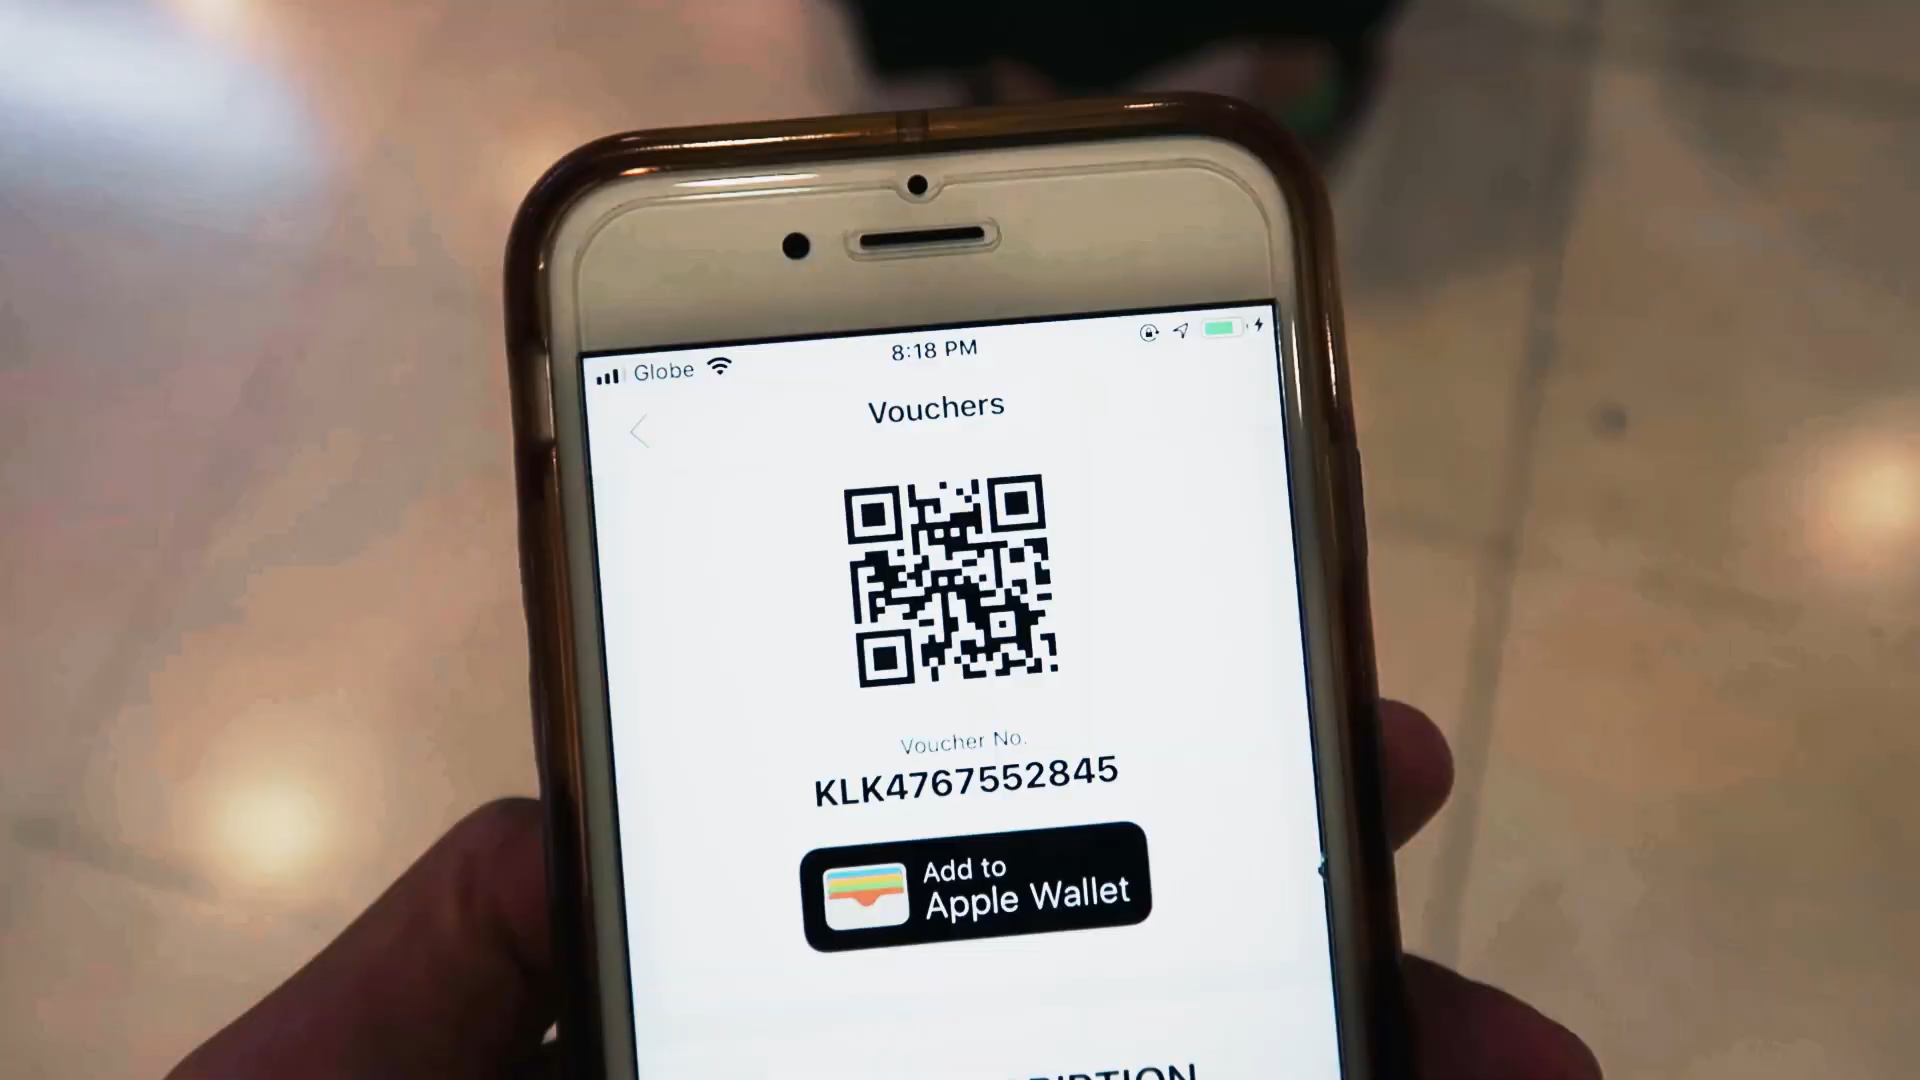 Globe
8:18 PM
Vouchers
Voucher No.
KLK4767552845
Add to
Apple Wallet